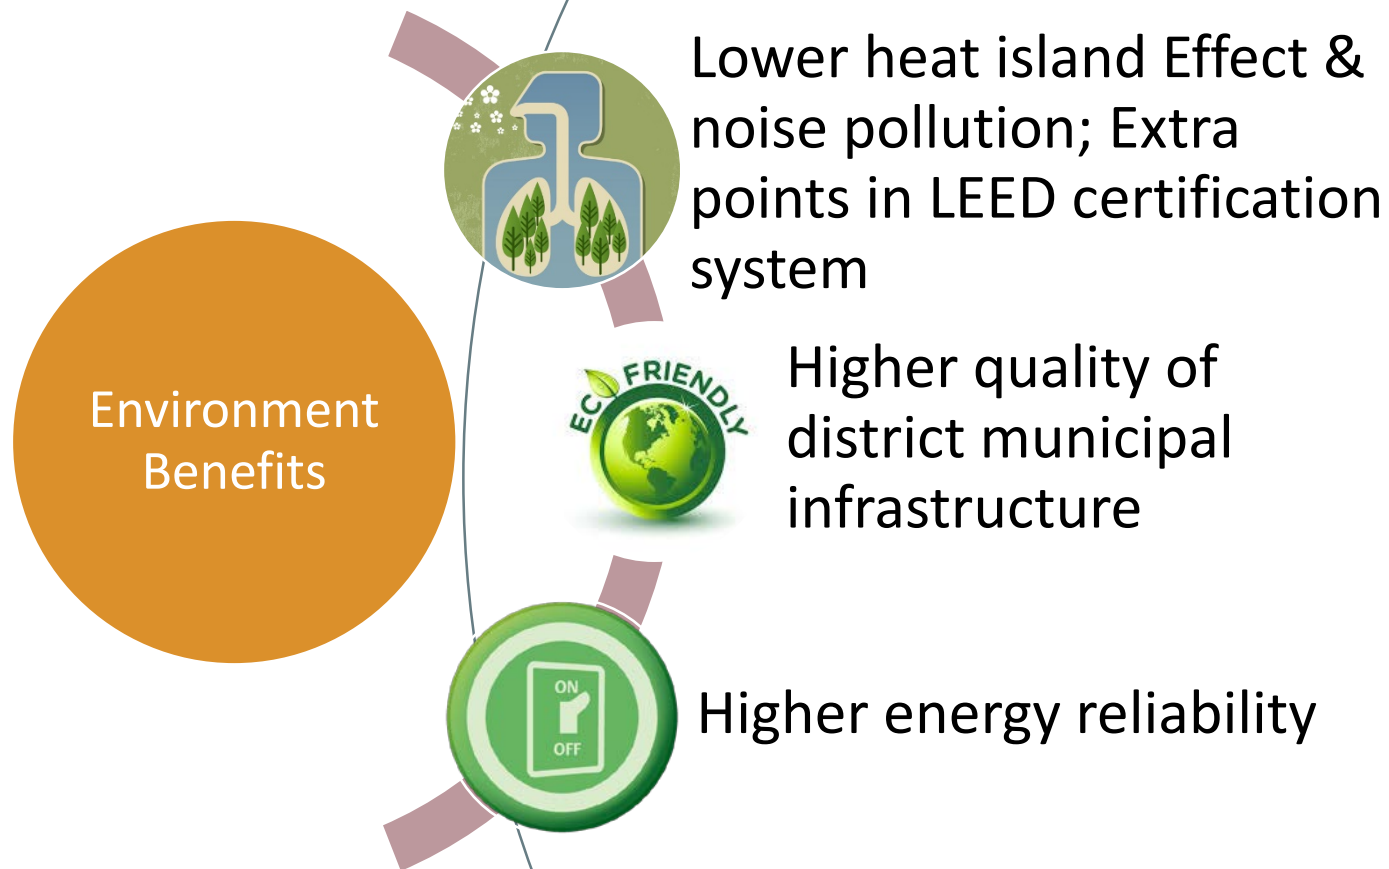 Lower heat island Effect &
noise pollution; Extra
points in LEED certification
system
Environment
Benefits
ECO FRIENDLY
Higher quality of
district municipal
infrastructure
ON
OFF
Higher energy reliability